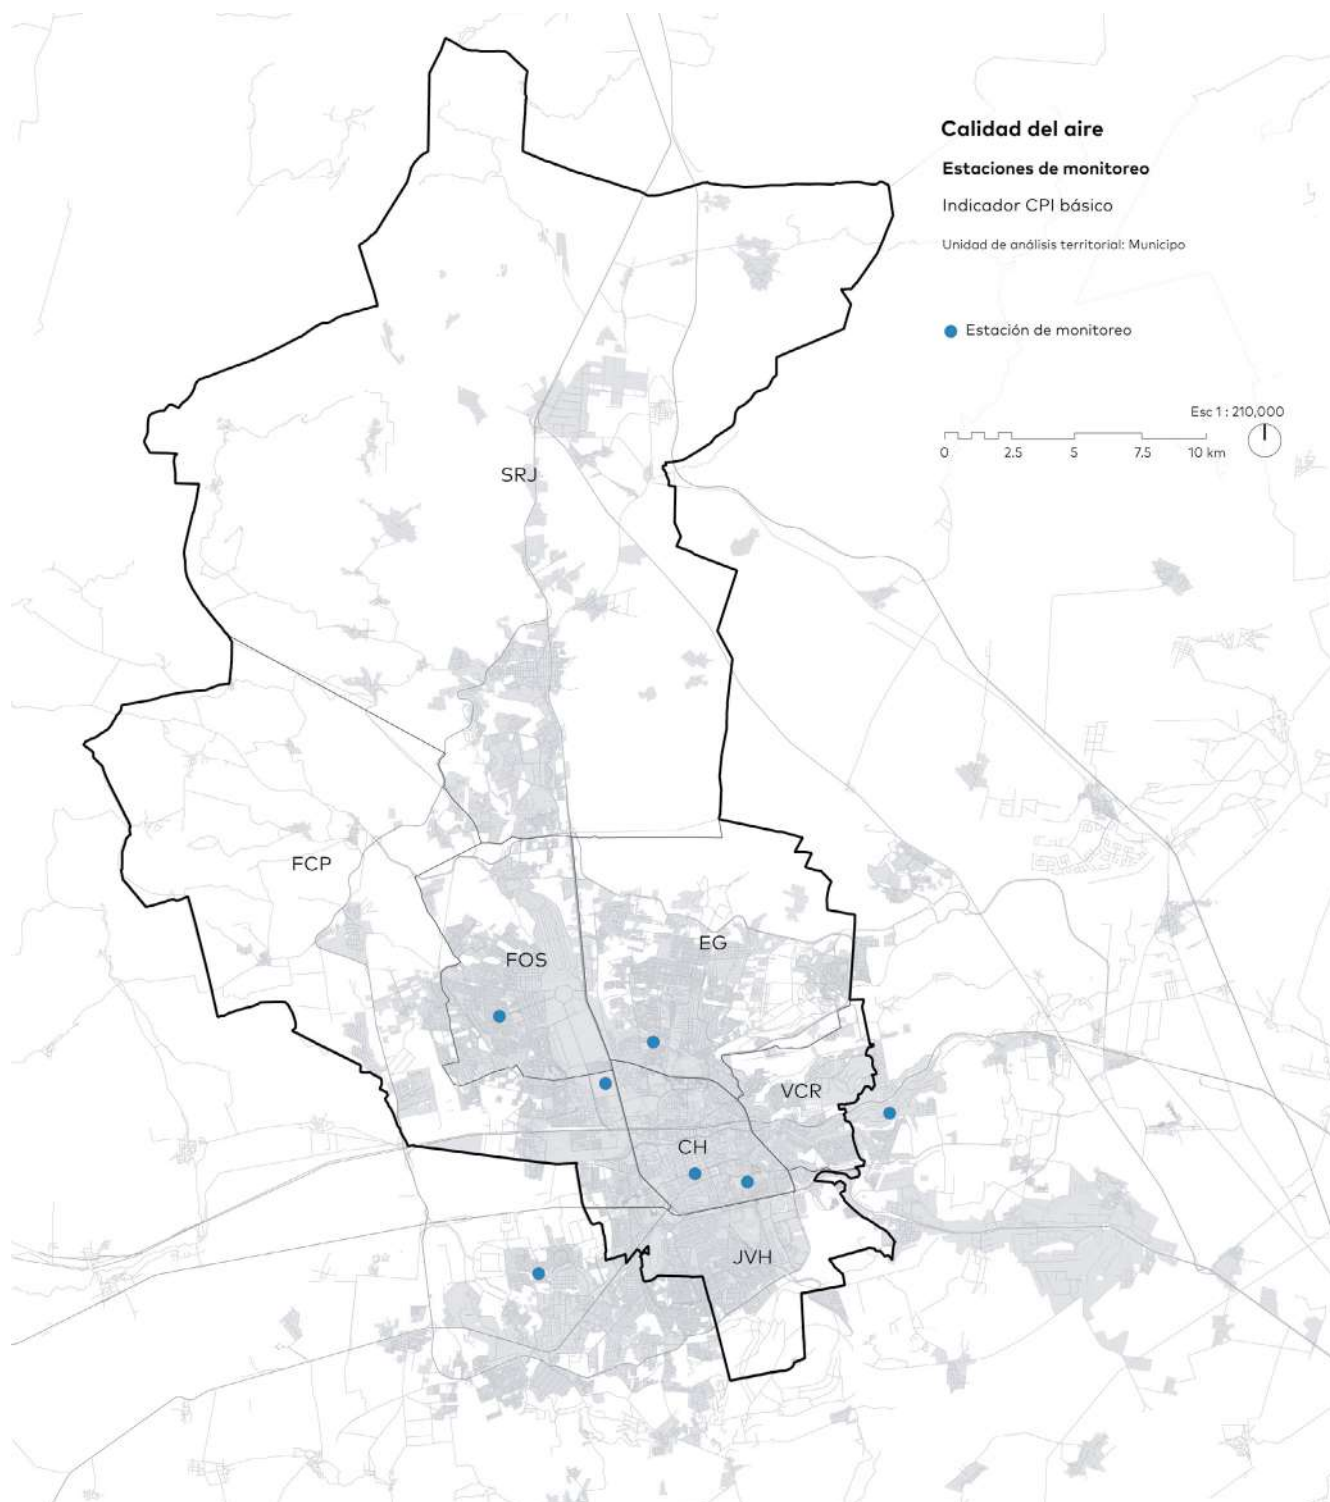 Calidad del aire
Estaciones de monitoreo
Indicador CPI básico
Unidad de análisis territorial: Municipo
Estación de monitoreo
Esc 1 : 210,000
0 2.5 5 7.5 10 km
SRJ
FCP
EG
FOS
VCR
CH
JVH